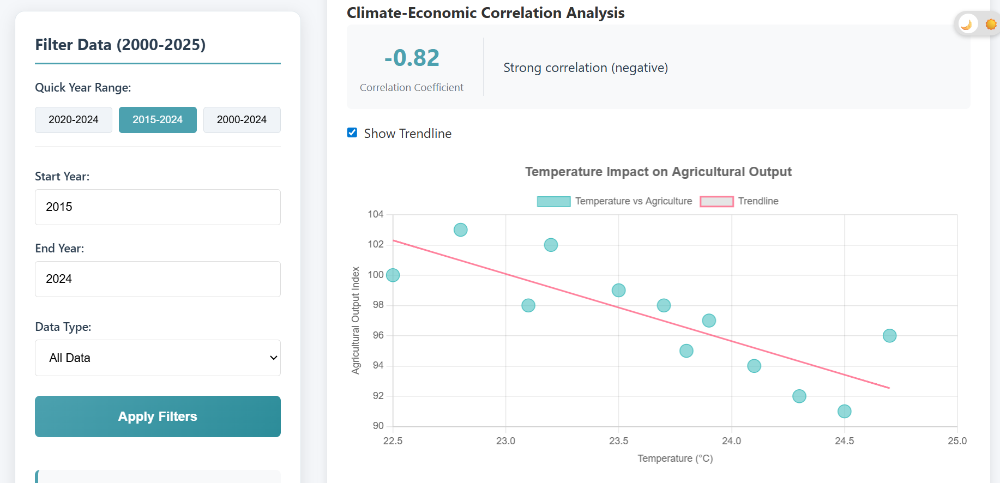 Filter Data (2000-2025)
Quick Year Range:
2020-2024
2015-2024
2000-2024
Start Year:
2015
End Year:
2024
Data Type:
All Data
Apply Filters
Climate-Economic Correlation Analysis
-0.82
Correlation Coefficient
Strong correlation (negative)
Show Trendline
Temperature Impact on Agricultural Output
Temperature vs Agriculture
Trendline
Agricultural Output Index
104
102
100
98
96
94
92
90
22.5
23.0
23.5
24.0
24.5
25.0
Temperature (°C)